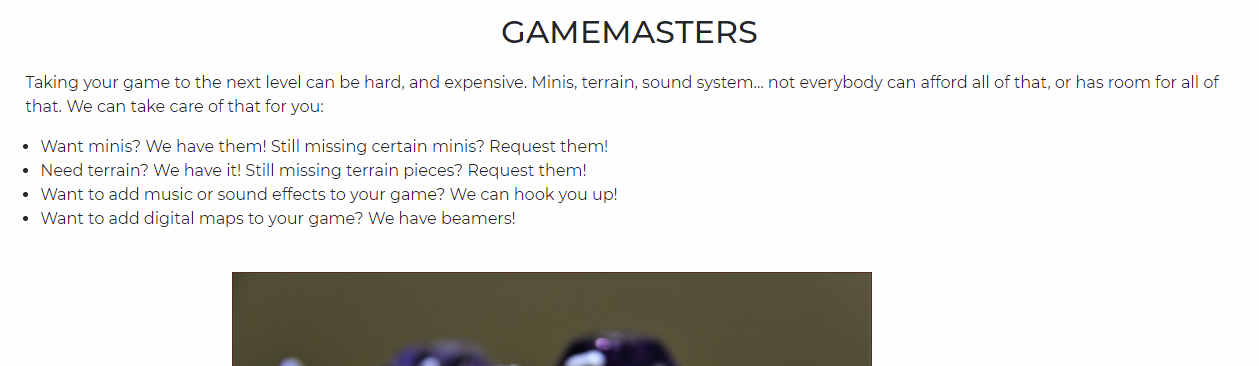 GAMEMASTERS
Taking your game to the next level can be hard, and expensive. Minis, terrain, sound system... not everybody can afford all of that, or has room for all of
that. We can take care of that for you:
• Want minis? We have them! Still missing certain minis? Request them!
• Need terrain? We have it! Still missing terrain pieces? Request them!
• Want to add music or sound effects to your game? We can hook you up!
• Want to add digital maps to your game? We have beamers!